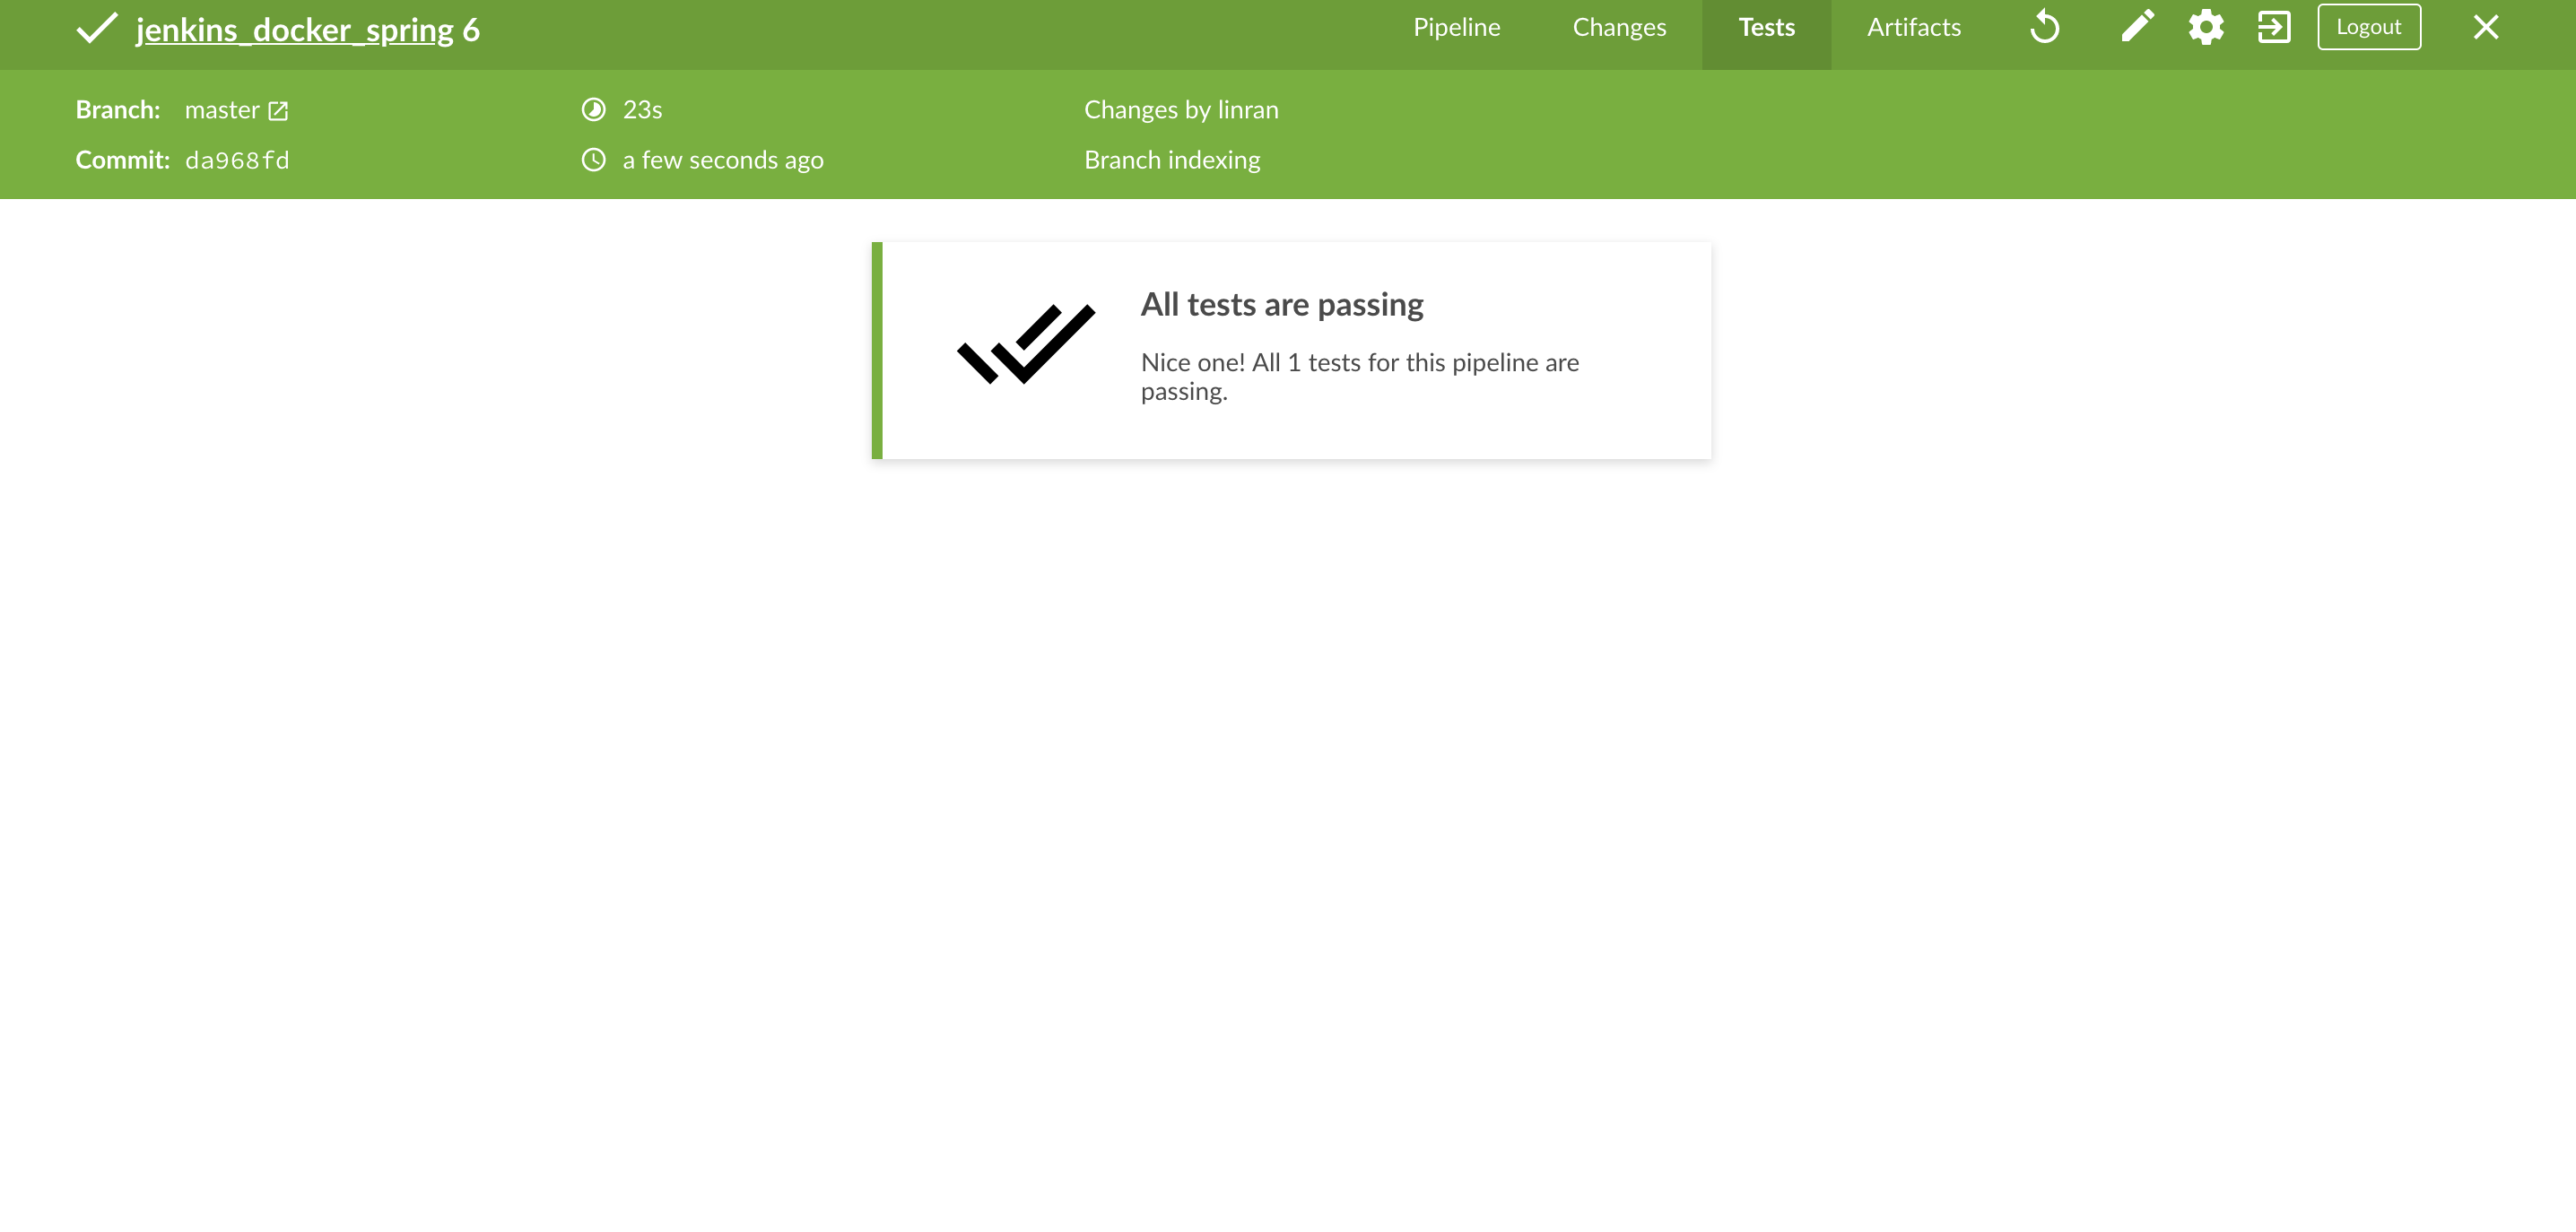 jenkins_docker_spring 6
Pipeline Changes Tests Artifacts Logout
Branch: master 23s Changes by linran
Commit: da968fd a few seconds ago Branch indexing
All tests are passing
Nice one! All 1 tests for this pipeline are
passing.